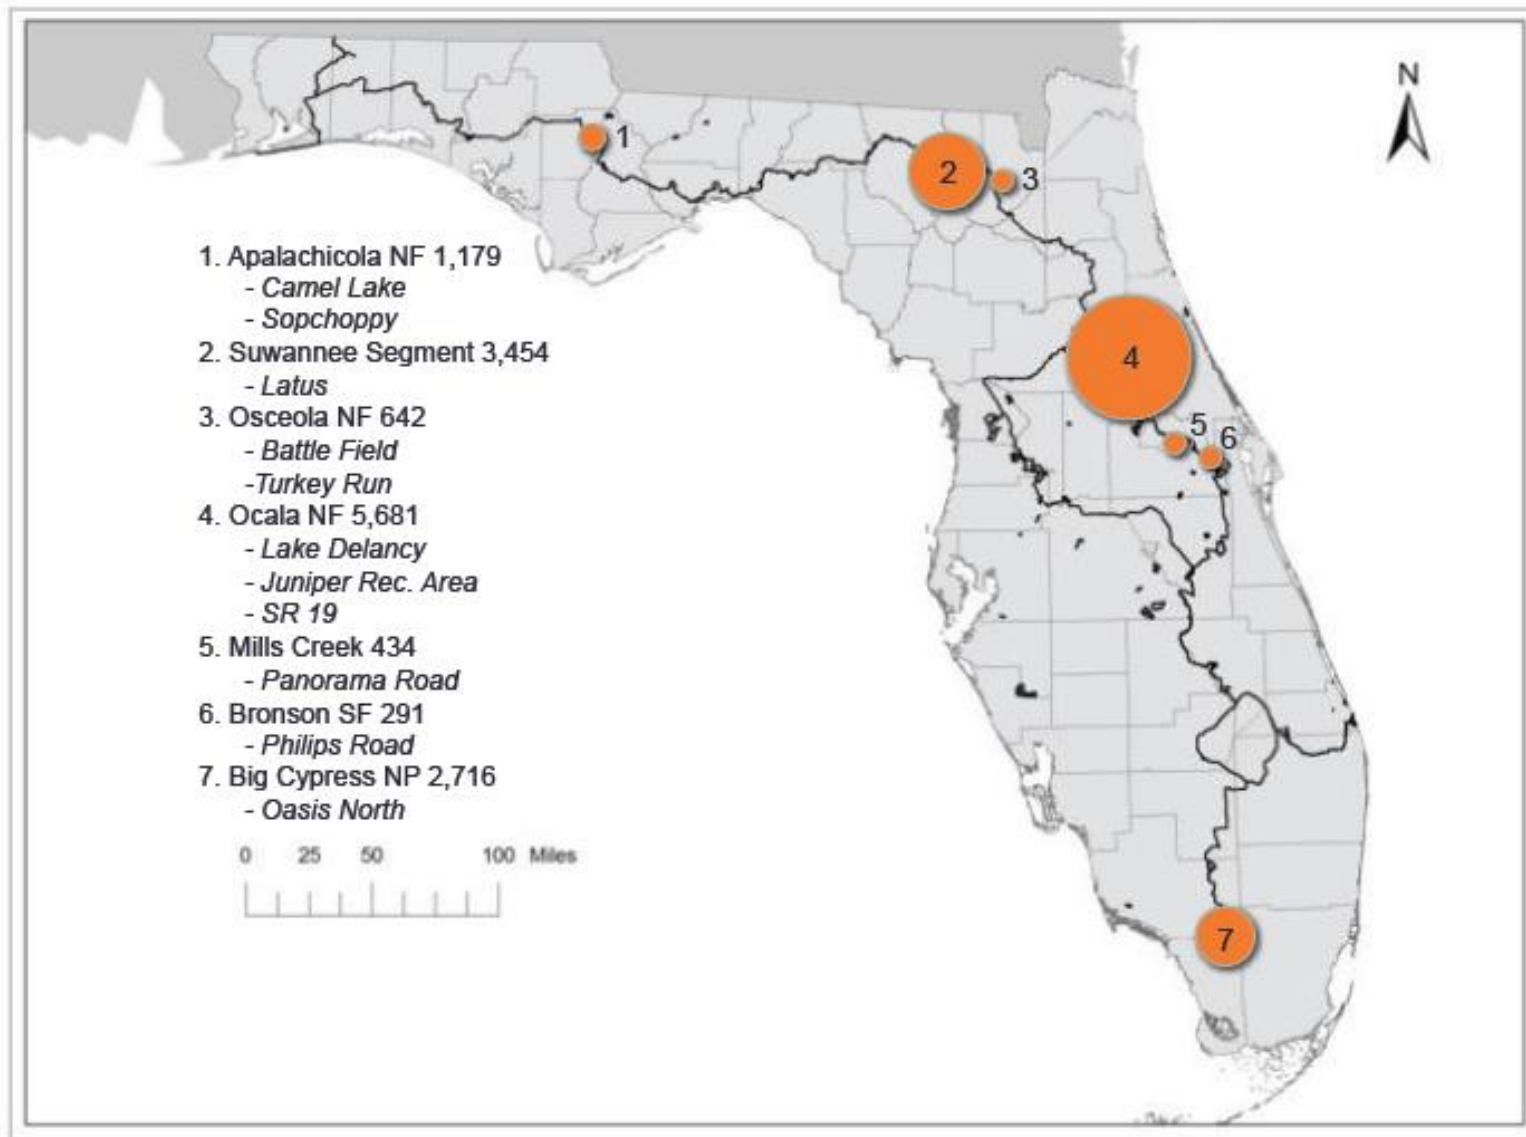 N
1
2
3
1. Apalachicola NF 1,179
- Camel Lake
- Sopchoppy
2. Suwannee Segment 3,454
- Latus
3. Osceola NF 642
- Battle Field
-Turkey Run
4. Ocala NF 5,681
- Lake Delancy
- Juniper Rec. Area
- SR 19
5. Mills Creek 434
- Panorama Road
6. Bronson SF 291
- Philips Road
7. Big Cypress NP 2,716
- Oasis North
0 25 50 100 Miles
4
5
6
7